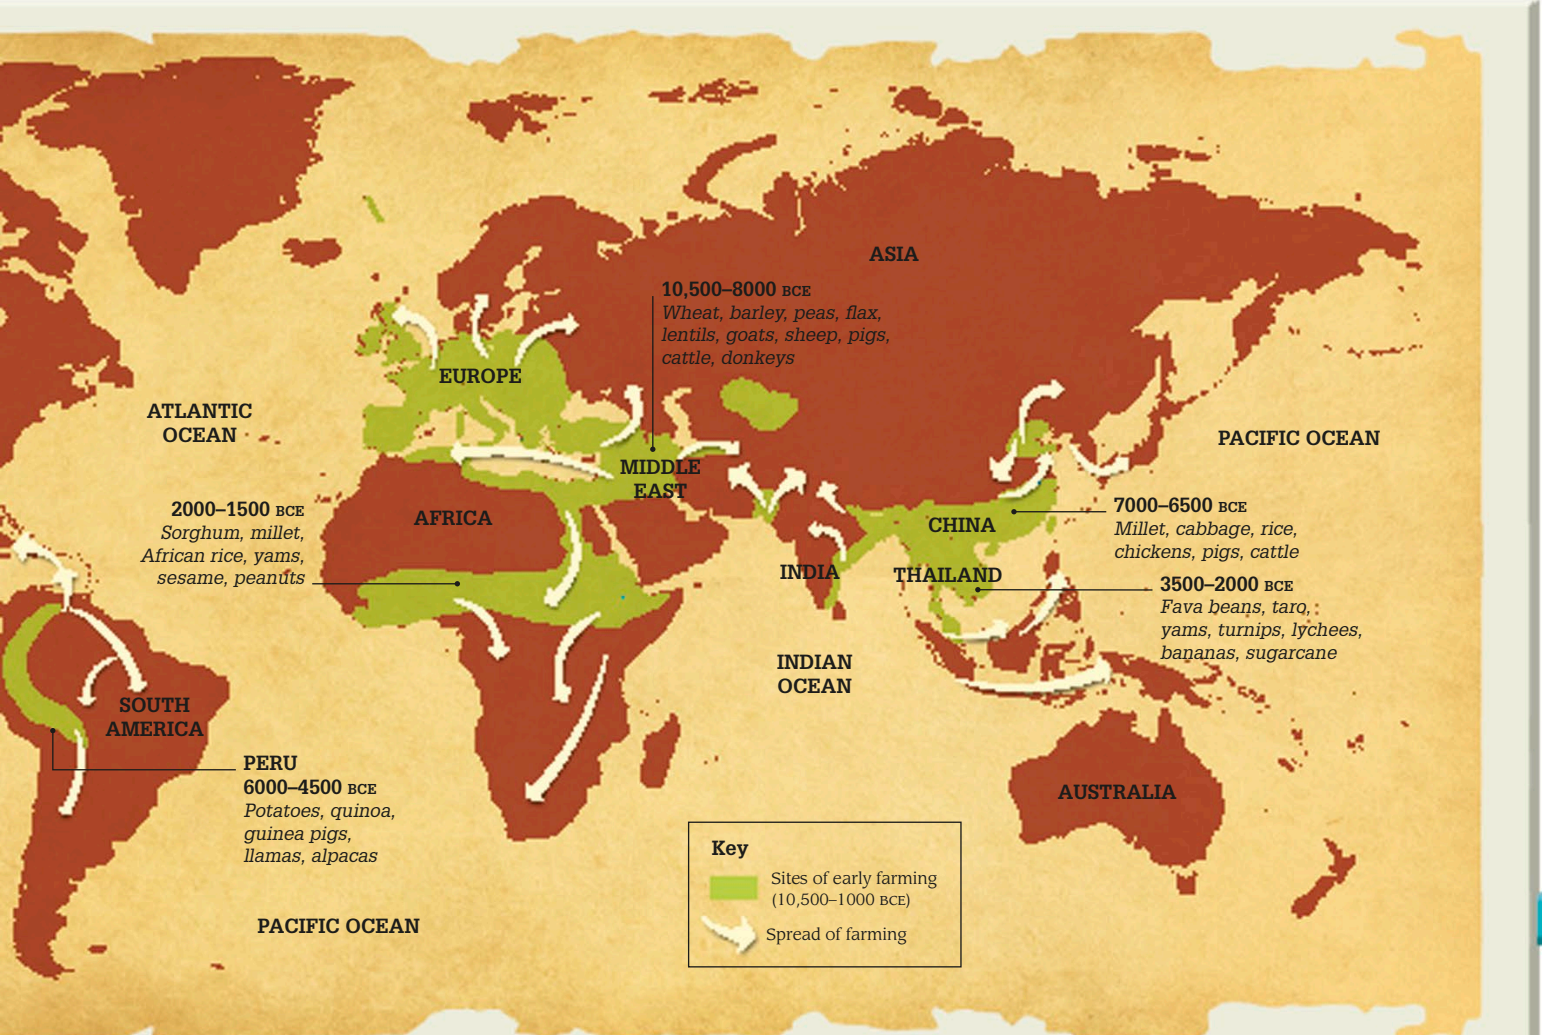 ASIA
10,500–8000 BCE
Wheat, barley, peas, flax,
lentils, goats, sheep, pigs,
cattle, donkeys
EUROPE
ATLANTIC
OCEAN
PACIFIC OCEAN
MIDDLE
EAST
2000–1500 BCE
Sorghum, millet,
African rice, yams,
sesame, peanuts
AFRICA
CHINA
7000–6500 BCE
Millet, cabbage, rice,
chickens, pigs, cattle
INDIA
THAILAND
3500–2000 BCE
Fava beans, taro,
yams, turnips, lychees,
bananas, sugarcane
INDIAN
OCEAN
SOUTH
AMERICA
PERU
6000–4500 BCE
Potatoes, quinoa,
guinea pigs,
llamas, alpacas
AUSTRALIA
PACIFIC OCEAN
Key
Sites of early farming
(10,500–1000 BCE)
Spread of farming